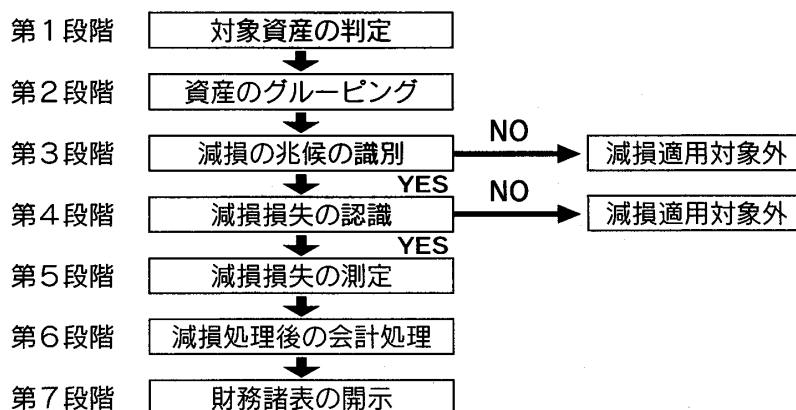 第1段階 対象資産の判定
第2段階 資産のグルーピング
NO
第3段階 減損の兆候の識別 減損適用対象外
YES NO
第4段階 減損損失の認識 減損適用対象外
YES
第5段階 減損損失の測定
第6段階 減損処理後の会計処理
第7段階 財務諸表の開示